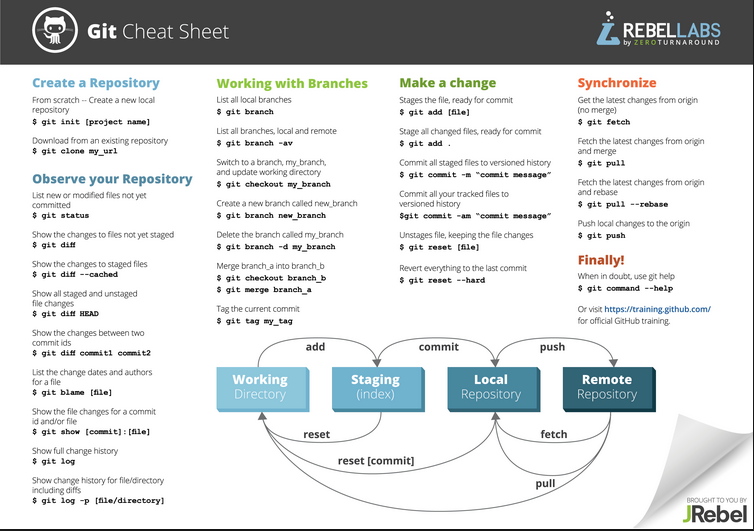 Git Cheat Sheet
REBELLABS
by ZEROTURNAROUND
Create a Repository
From scratch -- Create a new local
repository
$ git init [project name]
Download from an existing repository
$ git clone my_url
Observe your Repository
List new or modified files not yet
committed
$ git status
Show the changes to files not yet staged
$ git diff
Show the changes to staged files
$ git diff --cached
Show all staged and unstaged
file changes
$ git diff HEAD
Show the changes between two
commit ids
$ git diff commit1 commit2
List the change dates and authors
for a file
$ git blame [file]
Show the file changes for a commit
id and/or file
$ git show [commit]:[file]
Show full change history
$ git log
Show change history for file/directory
including diffs
$ git log -p [file/directory]
Working with Branches
List all local branches
$ git branch
List all branches, local and remote
$ git branch -av
Switch to a branch, my_branch,
and update working directory
$ git checkout my_branch
Create a new branch called new_branch
$ git branch new_branch
Delete the branch called my_branch
$ git branch -d my_branch
Merge branch_a into branch_b
$ git checkout branch_b
$ git merge branch_a
Tag the current commit
$ git tag my_tag
Make a change
Stages the file, ready for commit
$ git add [file]
Stage all changed files, ready for commit
$ git add .
Commit all staged files to versioned history
$ git commit -m “commit message”
Commit all your tracked files to
versioned history
$git commit -am “commit message”
Unstages file, keeping the file changes
$ git reset [file]
Revert everything to the last commit
$ git reset --hard
Synchronize
Get the latest changes from origin
(no merge)
$ git fetch
Fetch the latest changes from origin
and merge
$ git pull
Fetch the latest changes from origin
and rebase
$ git pull --rebase
Push local changes to the origin
$ git push
Finally!
When in doubt, use git help
$ git command --help
Or visit https://training.github.com/
for official GitHub training.
add
commit
push
Working
Directory
Staging
(index)
Local
Repository
Remote
Repository
reset
fetch
reset [commit]
pull
BROUGHT TO YOU BY
JRebel